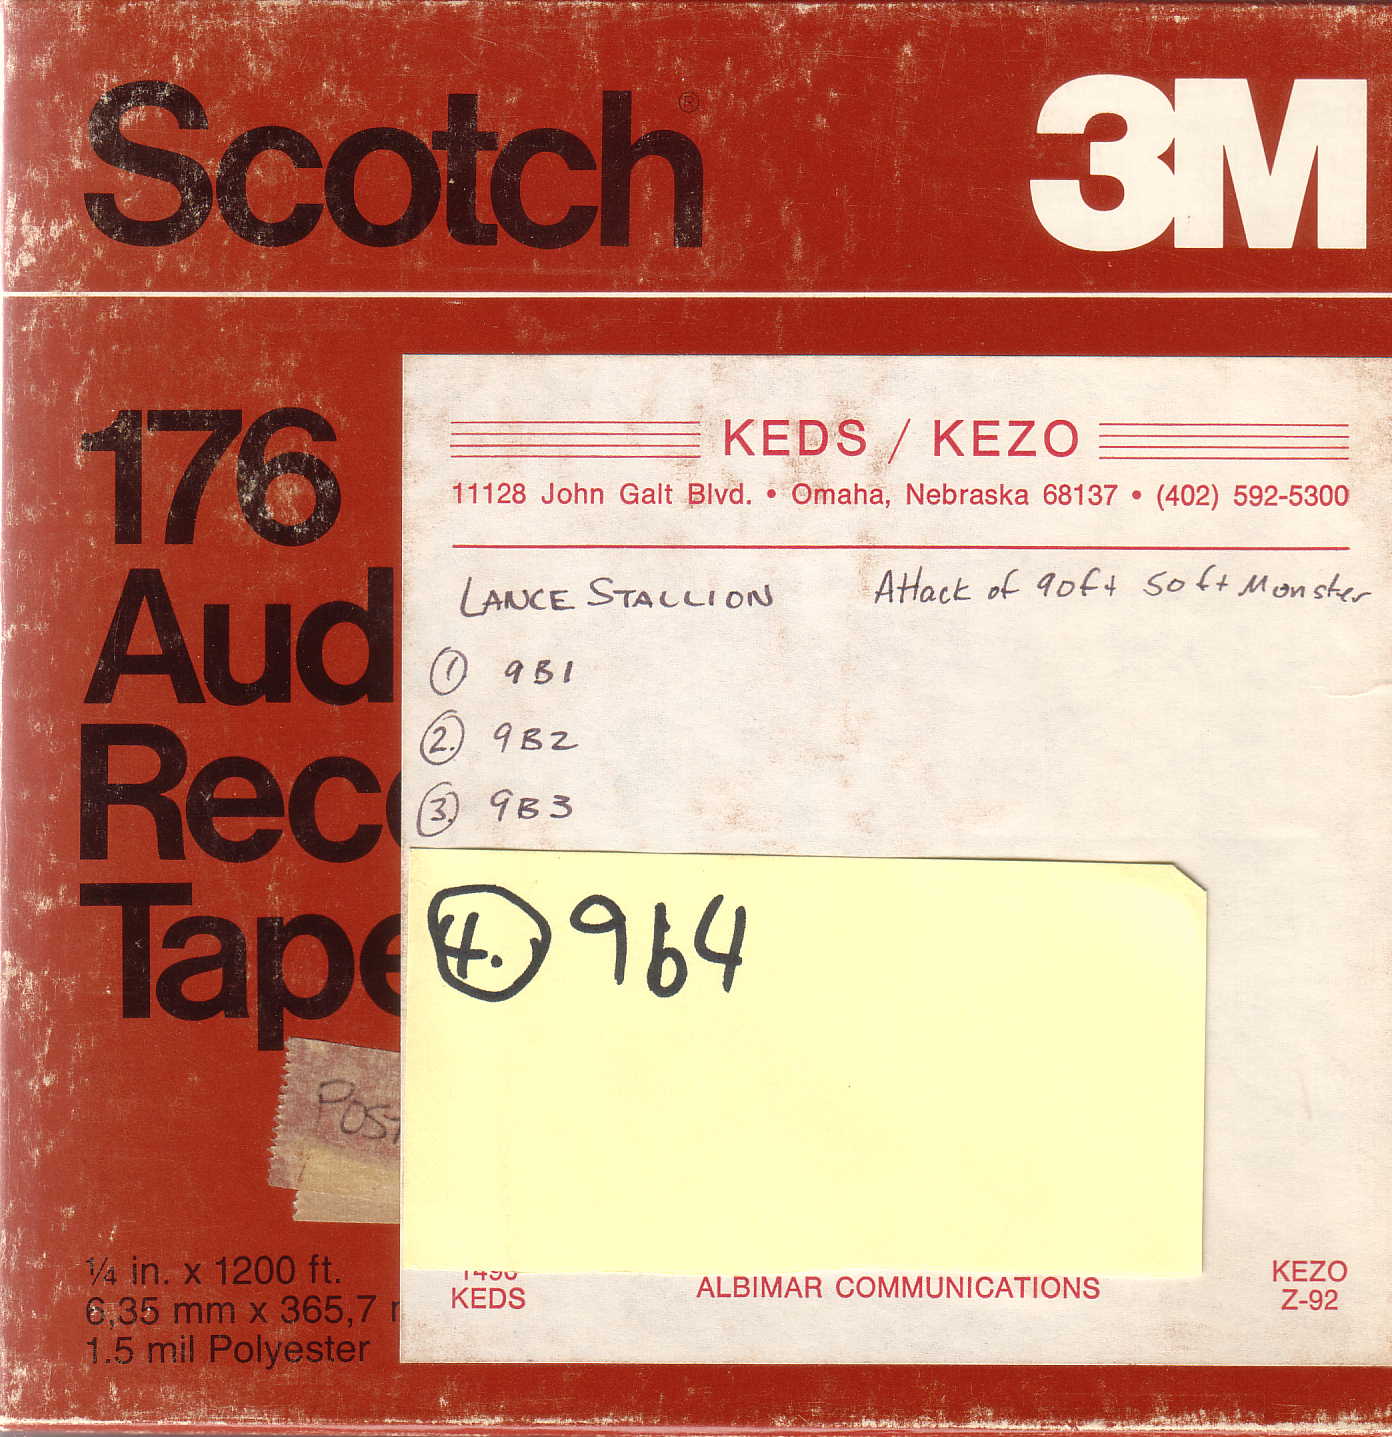 Scotch® 3M
176
Aud
Rec
Tape
KEDS / KEZO
11128 John Galt Blvd. • Omaha, Nebraska 68137 • (402) 592-5300
LANCE STALLION Attack of 90ft 50ft Monster
① 9B1
②. 9B2
③. 9B3
④. 9b4
POST
¼ in. x 1200 ft.
6,35 mm x 365,7
1.5 mil Polyester
1490
KEDS
ALBIMAR COMMUNICATIONS
KEZO
Z-92